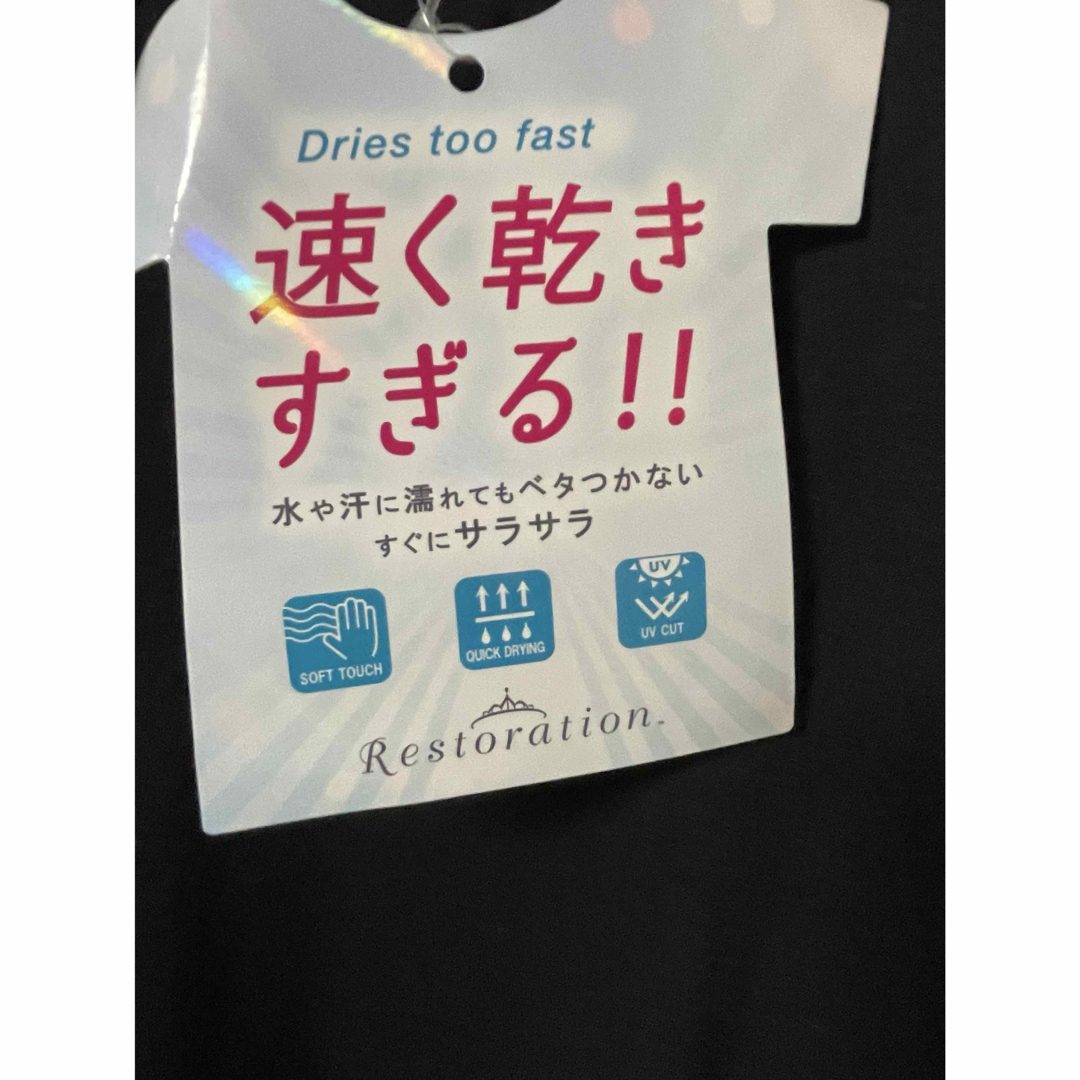 Dries too fast
速く乾き
すぎる!!
水や汗に濡れてもベタつかない
すぐにサラサラ
SOFT TOUCH
QUICK DRYING
UV
UV CUT
Restoration